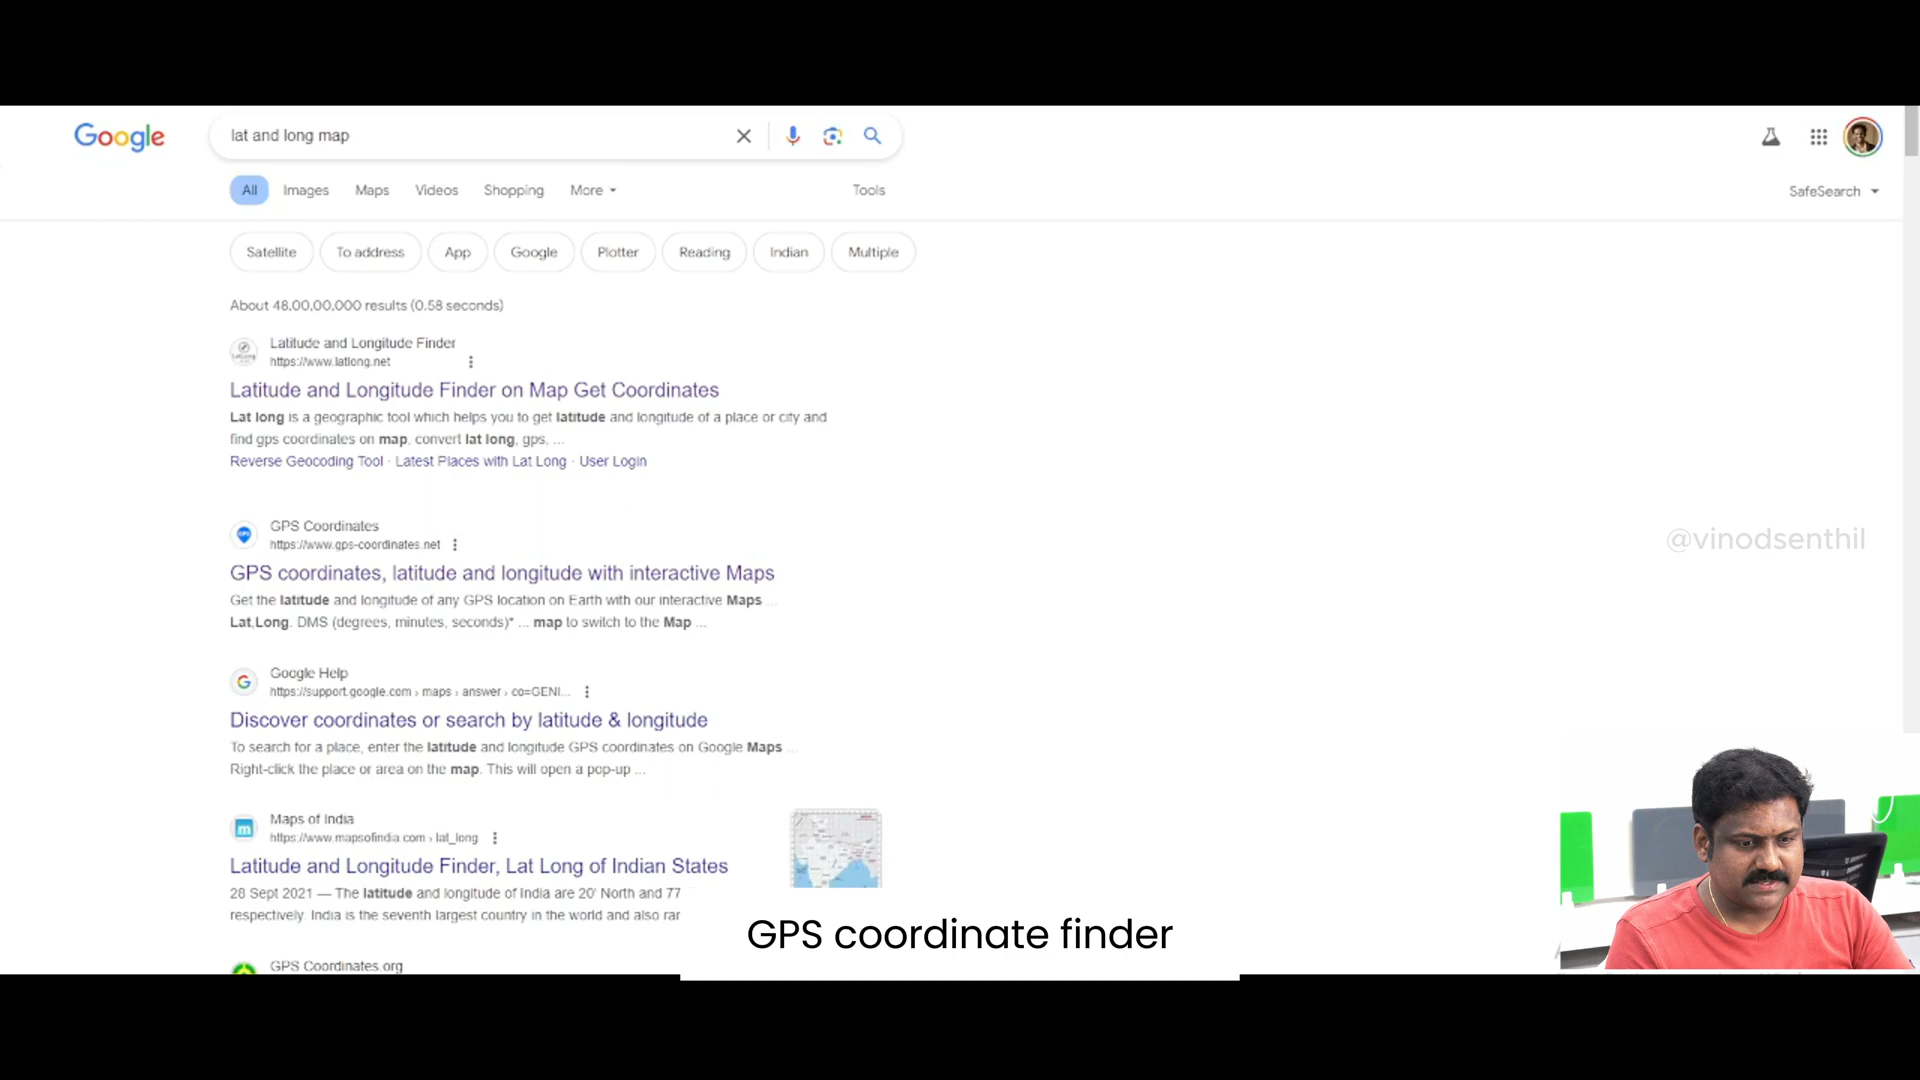 Google
lat and long map
All Images Maps Videos Shopping More Tools SafeSearch
Satellite To address App Google Plotter Reading Indian Multiple
About 48,00,00,000 results (0.58 seconds)
Latitude and Longitude Finder
https://www.latlong.net
Latitude and Longitude Finder on Map Get Coordinates
Lat long is a geographic tool which helps you to get latitude and longitude of a place or city and
find gps coordinates on map, convert lat long, gps, ...
Reverse Geocoding Tool · Latest Places with Lat Long · User Login
GPS Coordinates
https://www.gps-coordinates.net
GPS coordinates, latitude and longitude with interactive Maps
Get the latitude and longitude of any GPS location on Earth with our interactive Maps ...
Lat,Long. DMS (degrees, minutes, seconds)* ... map to switch to the Map ...
@vinodsenthil
Google Help
https://support.google.com › maps › answer › co=GENI...
Discover coordinates or search by latitude & longitude
To search for a place, enter the latitude and longitude GPS coordinates on Google Maps ...
Right-click the place or area on the map. This will open a pop-up ...
Maps of India
https://www.mapsofindia.com › lat_long
Latitude and Longitude Finder, Lat Long of Indian States
28 Sept 2021 — The latitude and longitude of India are 20° North and 77
respectively. India is the seventh largest country in the world and also rar
GPS Coordinates.org
GPS coordinate finder